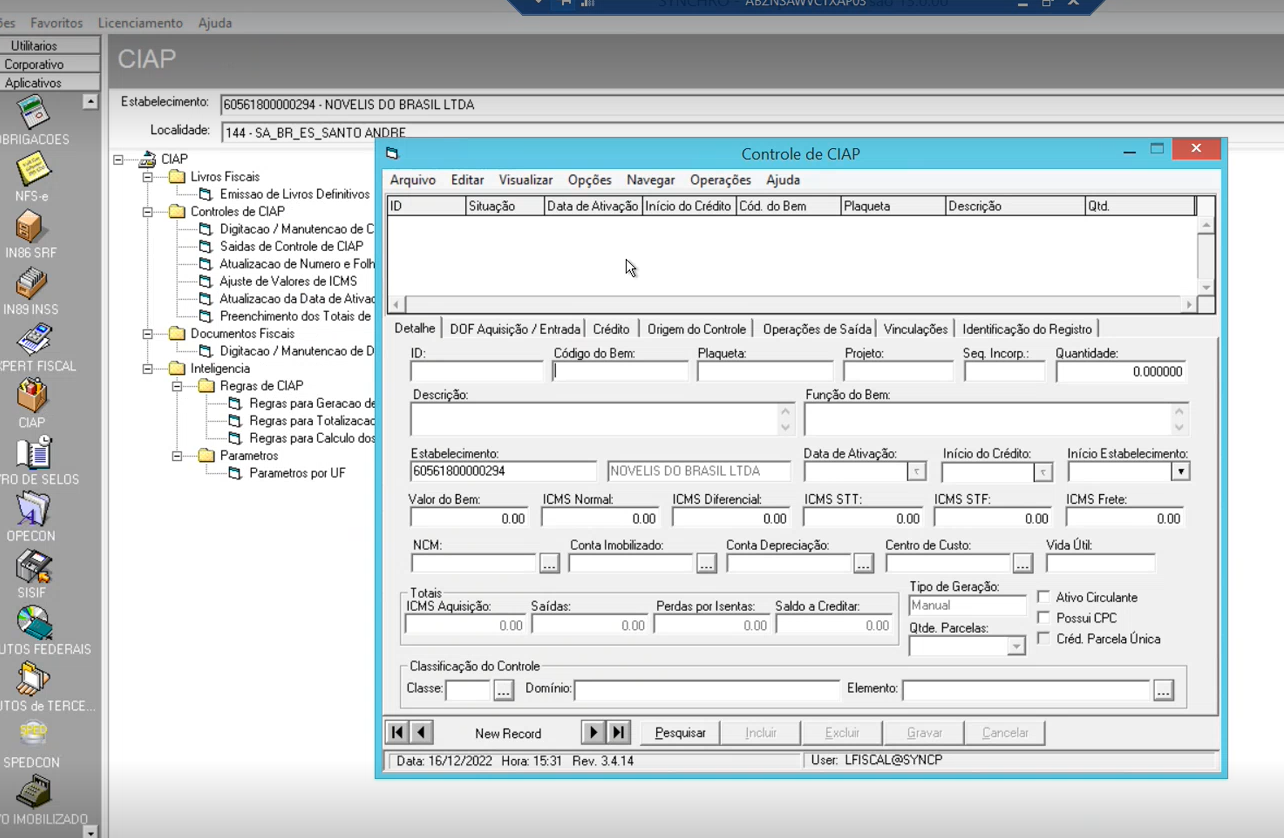 ões Favoritos Licenciamento Ajuda
ABZNSAWVCTXAP03
Utilitarios
Corporativo
Aplicativos
OBRIGACOES
NFS-e
IN86 SRF
IN89 INSS
XPERT FISCAL
CIAP
VRO DE SELOS
OPECON
SISIF
UTOS FEDERAIS
UTOS de TERCE...
SPED
SPEDCON
VO IMOBILIZADO
CIAP
Estabelecimento: 60561800000294 - NOVELIS DO BRASIL LTDA
Localidade: 144 - SA_BR_ES_SANTO ANDRE
CIAP
Livros Fiscais
Emissao de Livros Definitivos
Controles de CIAP
Digitacao / Manutencao de C
Saidas de Controle de CIAP
Atualizacao de Numero e Folh
Ajuste de Valores de ICMS
Atualizacao da Data de Ativac
Preenchimento dos Totais de
Documentos Fiscais
Digitacao / Manutencao de D
Inteligencia
Regras de CIAP
Regras para Geracao de
Regras para Totalizacao
Regras para Calculo dos
Parametros
Parametros por UF
Controle de CIAP
Arquivo Editar Visualizar Opções Navegar Operações Ajuda
ID Situação Data de Ativação Início do Crédito Cód. do Bem Plaqueta Descrição Qtd.
Detalhe DOF Aquisição / Entrada Crédito Origem do Controle Operações de Saída Vinculações Identificação do Registro
ID: Código do Bem: Plaqueta: Projeto: Seq. Incorp.: Quantidade:
0.000000
Descrição: Função do Bem:
Estabelecimento: Data de Ativação: Início do Crédito: Início Estabelecimento:
60561800000294 NOVELIS DO BRASIL LTDA
Valor do Bem: ICMS Normal: ICMS Diferencial: ICMS STT: ICMS STF: ICMS Frete:
0.00 0.00 0.00 0.00 0.00 0.00
NCM: Conta Imobilizado: Conta Depreciação: Centro de Custo: Vida Útil:
... ... ... ...
Totais
ICMS Aquisição: Saídas: Perdas por Isentas: Saldo a Creditar:
0.00 0.00 0.00 0.00
Tipo de Geração:
Manual
Qtde. Parcelas:
Ativo Circulante
Possui CPC
Créd. Parcela Única
Classificação do Controle
Classe: ... Domínio: Elemento: ...
New Record Pesquisar Incluir Excluir Gravar Cancelar
Data: 16/12/2022 Hora: 15:31 Rev. 3.4.14 User: LFISCAL@SYNCP